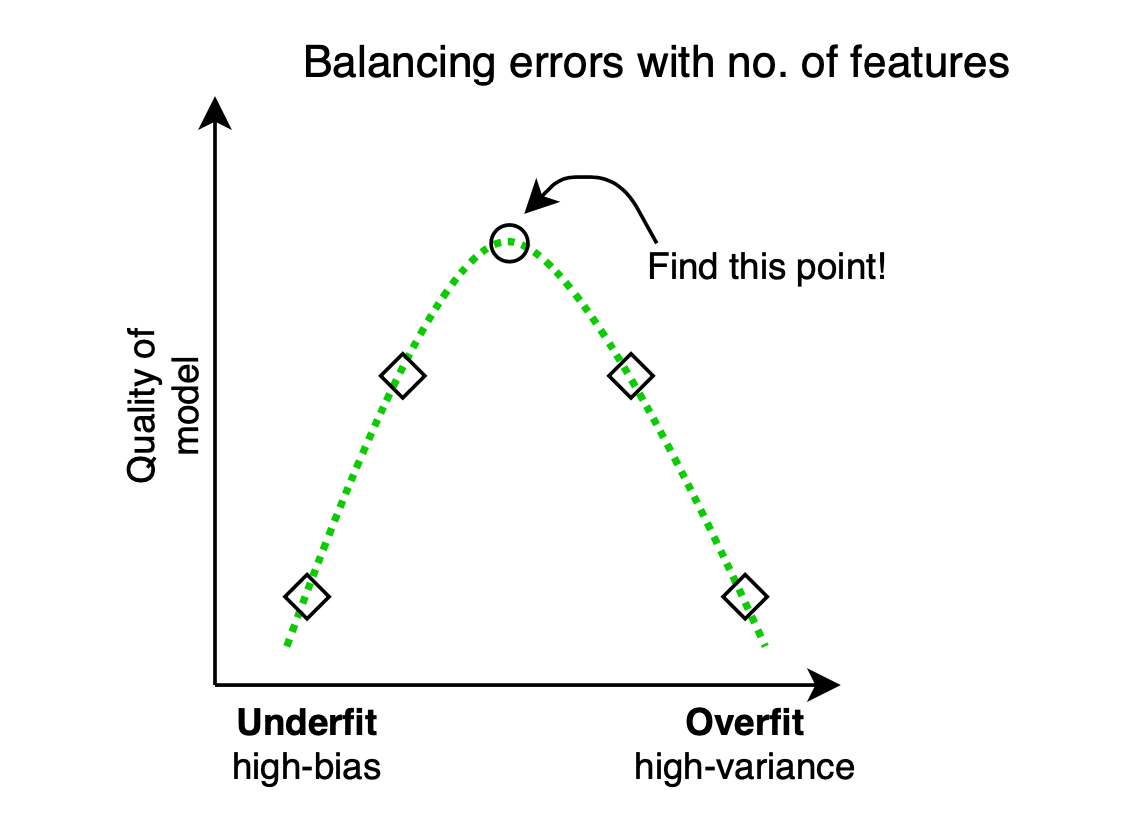 Balancing errors with no. of features
Quality of
model
Find this point!
Underfit
high-bias
Overfit
high-variance